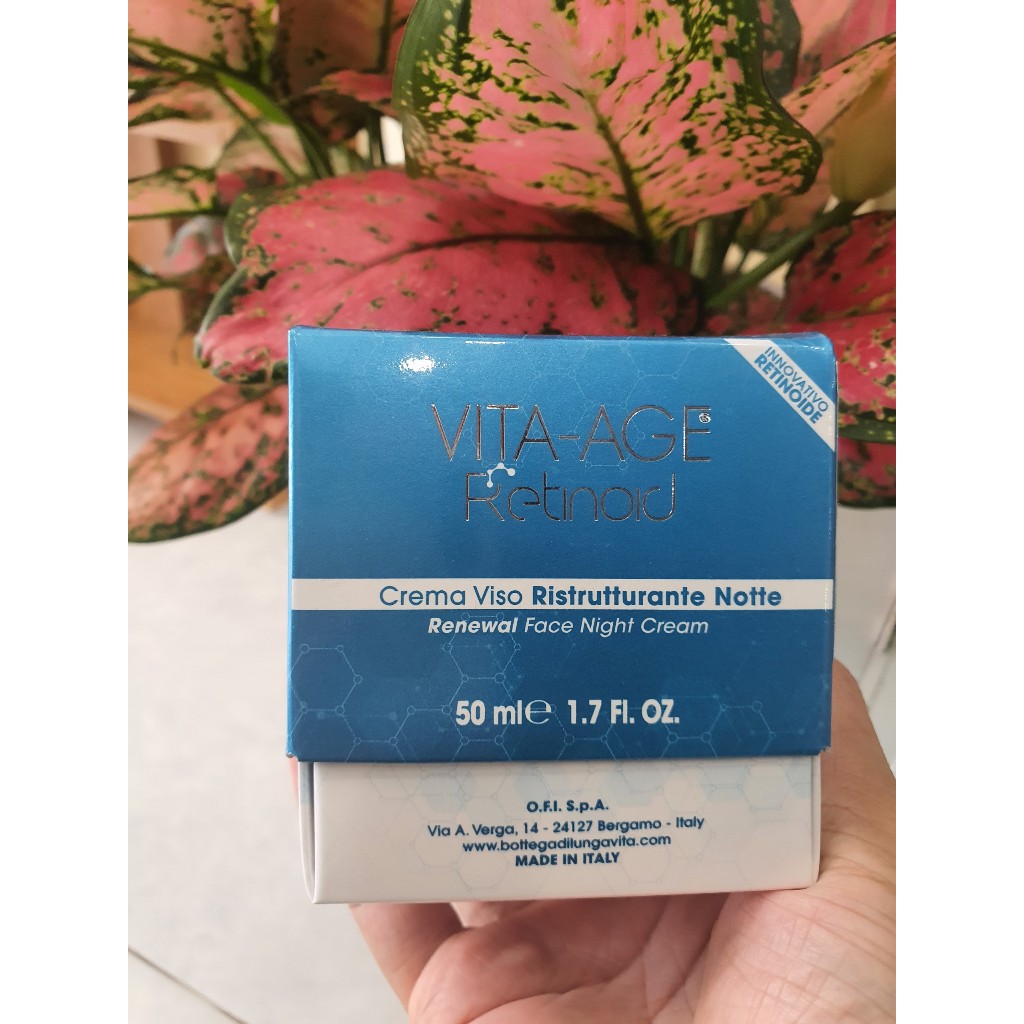 INNOVATIVO
RETINOIDE
VITA-AGE®
Retinoid
Crema Viso Ristrutturante Notte
Renewal Face Night Cream
50 ml℮ 1.7 Fl. OZ.
O.F.I. S.p.A.
Via A. Verga, 14 - 24127 Bergamo - Italy
www.bottegadilungavita.com
MADE IN ITALY